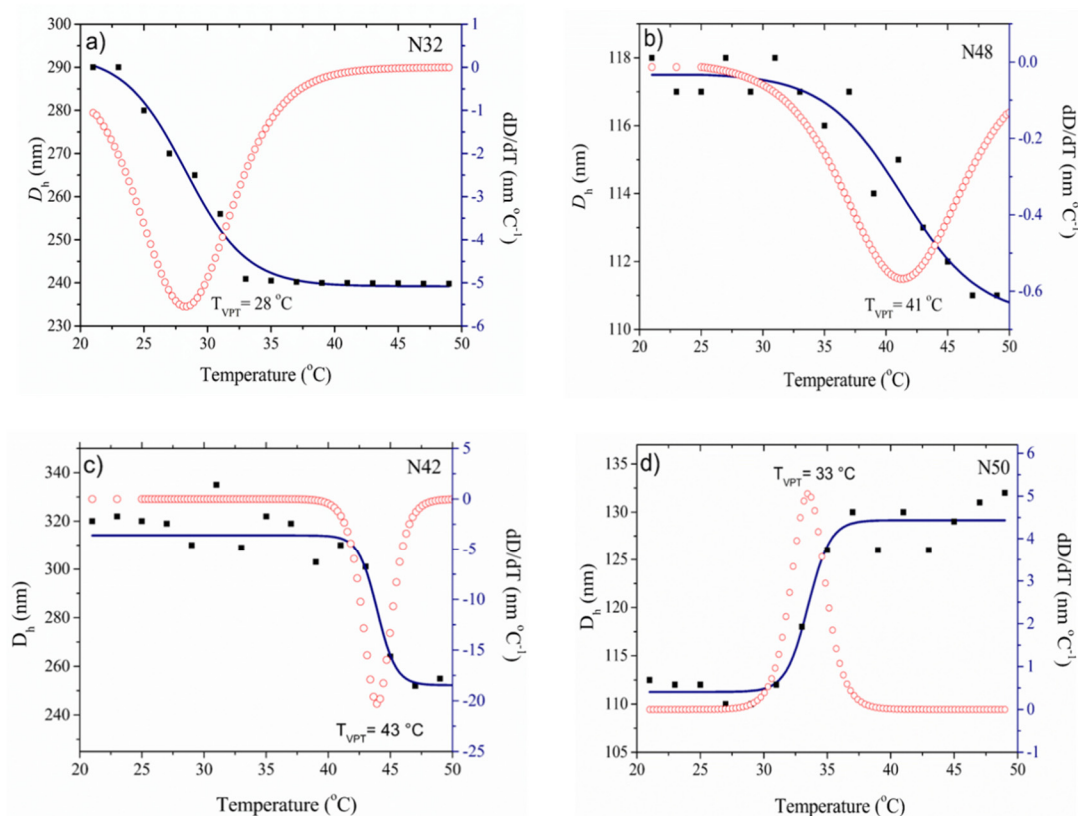 a) N32
290
280
270
260
250
240
230
300
D_h (nm)
1
0
-1
-2
-3
-4
-5
-6
dD/dT (nm °C⁻¹)
T_VPT= 28 °C
20 25 30 35 40 45 50
Temperature (°C)
b) N48
118
116
114
112
110
D_h (nm)
0.0
-0.2
-0.4
-0.6
dD/dT (nm °C⁻¹)
T_VPT= 41 °C
20 25 30 35 40 45 50
Temperature (°C)
c) N42
340
320
300
280
260
240
D_h (nm)
5
0
-5
-10
-15
-20
-25
dD/dT (nm °C⁻¹)
T_VPT= 43 °C
20 25 30 35 40 45 50
Temperature (°C)
d) N50
T_VPT= 33 °C
135
130
125
120
115
110
105
D_h (nm)
6
5
4
3
2
1
0
-1
dD/dT (nm °C⁻¹)
20 25 30 35 40 45 50
Temperature (°C)